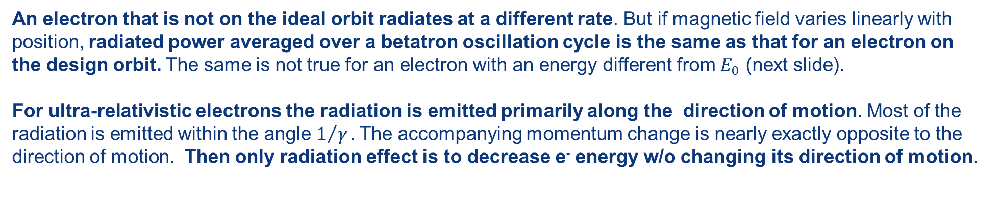 An electron that is not on the ideal orbit radiates at a different rate. But if magnetic field varies linearly with
position, radiated power averaged over a betatron oscillation cycle is the same as that for an electron on
the design orbit. The same is not true for an electron with an energy different from E₀ (next slide).
For ultra-relativistic electrons the radiation is emitted primarily along the direction of motion. Most of the
radiation is emitted within the angle 1/γ. The accompanying momentum change is nearly exactly opposite to the
direction of motion. Then only radiation effect is to decrease e⁻ energy w/o changing its direction of motion.